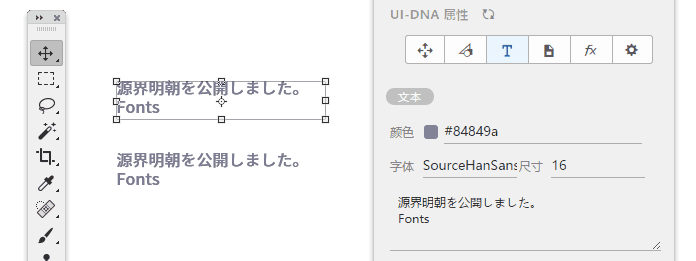 UI-DNA 属性
T
fx
源界明朝を公開しました。
Fonts
源界明朝を公開しました。
Fonts
文本
颜色 #84849a
字体 SourceHanSans 尺寸 16
源界明朝を公開しました。
Fonts